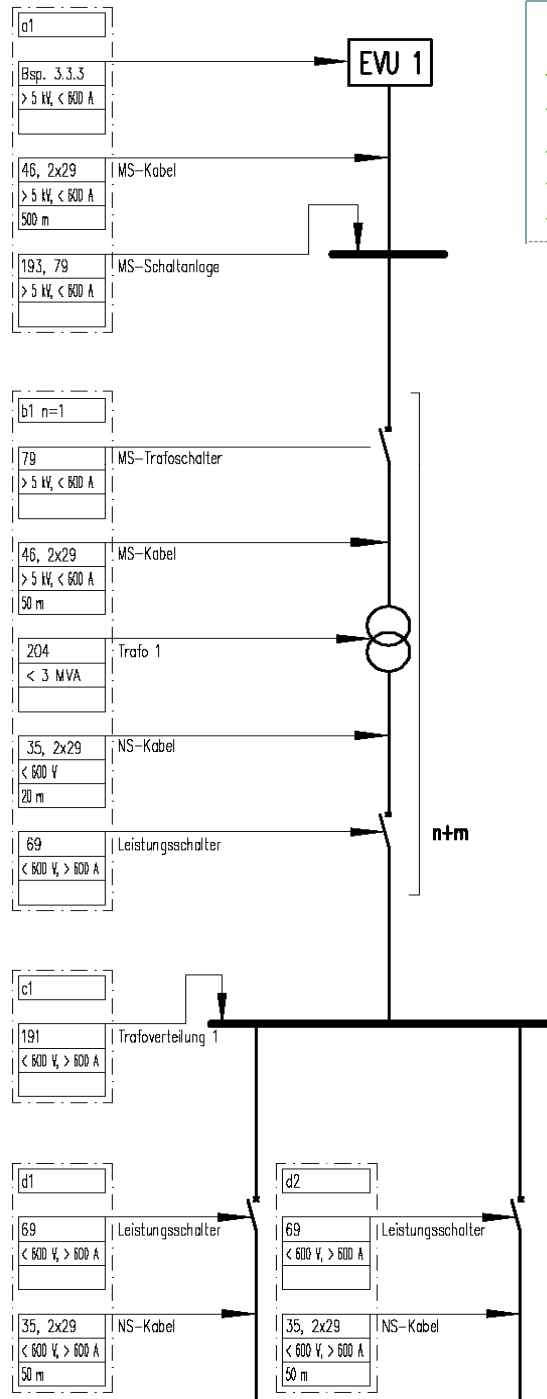 a1
EVU 1
Bsp. 3.3.3
> 5 kV, < 600 A
46, 2x29 MS-Kabel
> 5 kV, < 600 A
500 m
193, 79 MS-Schaltanlage
> 5 kV, < 600 A
b1 n=1
79 MS-Trafoschalter
> 5 kV, < 600 A
46, 2x29 MS-Kabel
> 5 kV, < 600 A
50 m
204 Trafo 1
< 3 MVA
35, 2x29 NS-Kabel
< 600 V
20 m
69 Leistungsschalter
< 600 V, > 600 A
n+m
c1
191 Trafoverteilung 1
< 600 V, > 600 A
d1
69 Leistungsschalter
< 600 V, > 600 A
35, 2x29 NS-Kabel
< 600 V, > 600 A
50 m
d2
69 Leistungsschalter
< 600 V, > 600 A
35, 2x29 NS-Kabel
< 600 V, > 600 A
50 m